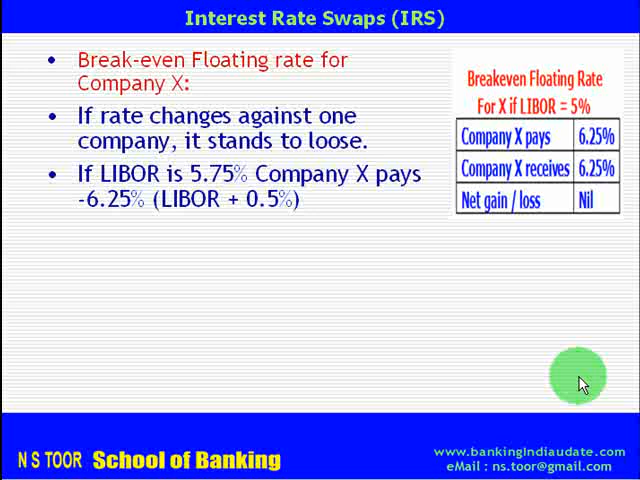 Interest Rate Swaps (IRS)
• Break-even Floating rate for
Company X:
• If rate changes against one
company, it stands to loose.
• If LIBOR is 5.75% Company X pays
-6.25% (LIBOR + 0.5%)
Breakeven Floating Rate
For X if LIBOR = 5%
Company X pays 6.25%
Company X receives 6.25%
Net gain / loss Nil
N S TOOR School of Banking
www.bankingIndiaudate.com
eMail : ns.toor@gmail.com